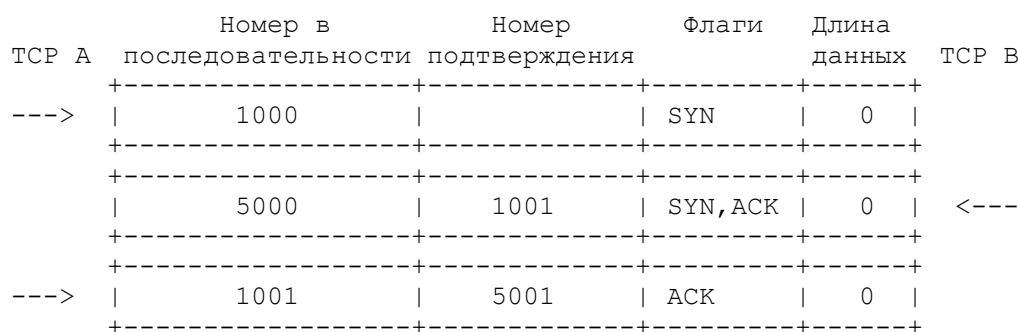 Номер в Номер Флаги Длина
TCP A последовательности подтверждения данных TCP B
+------------------+-------------+---------+------+
---> | 1000 | | SYN | 0 |
+------------------+-------------+---------+------+
+------------------+-------------+---------+------+
| 5000 | 1001 | SYN,ACK | 0 | <---
+------------------+-------------+---------+------+
+------------------+-------------+---------+------+
---> | 1001 | 5001 | ACK | 0 |
+------------------+-------------+---------+------+